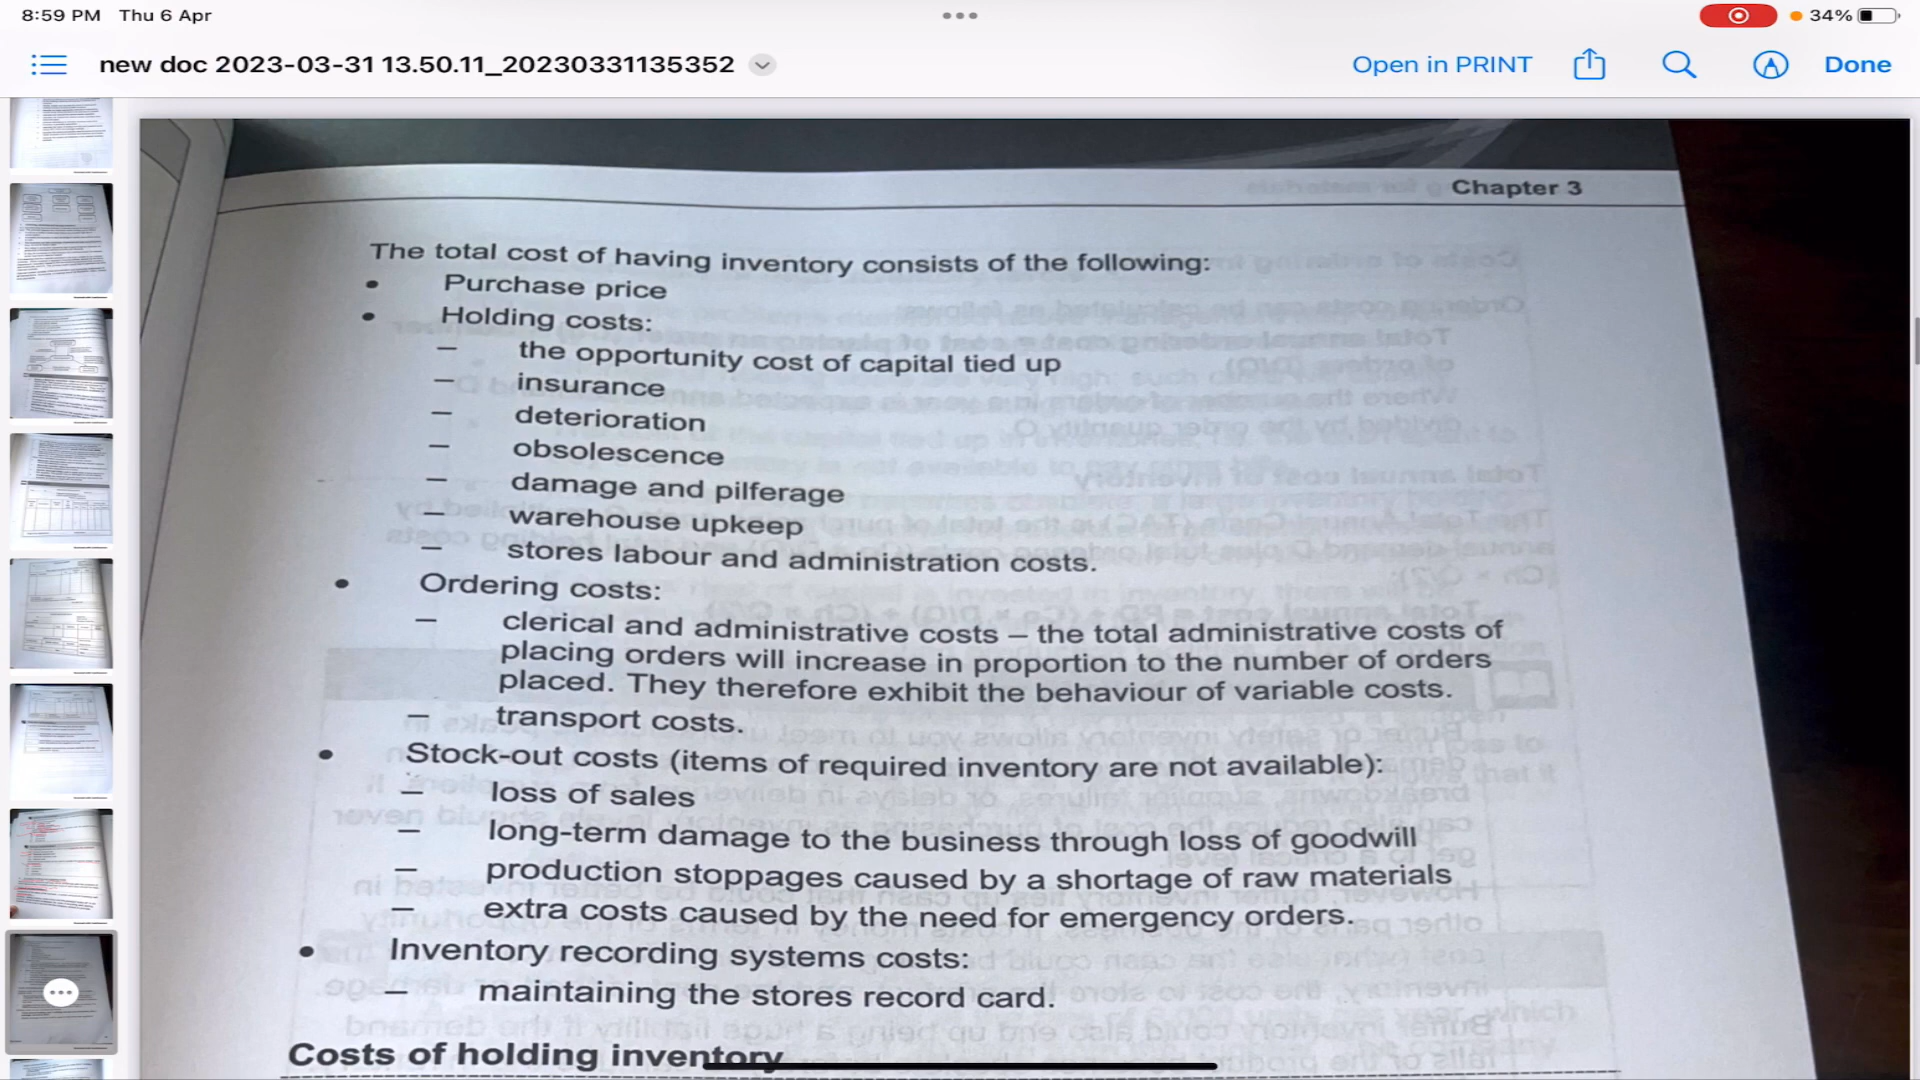 8:59 PM Thu 6 Apr
34%
new doc 2023-03-31 13.50.11_20230331135352
Open in PRINT
Done
Chapter 3
The total cost of having inventory consists of the following:
• Purchase price
• Holding costs:
– the opportunity cost of capital tied up
– insurance
– deterioration
– obsolescence
– damage and pilferage
– warehouse upkeep
– stores labour and administration costs.
• Ordering costs:
– clerical and administrative costs – the total administrative costs of
placing orders will increase in proportion to the number of orders
placed. They therefore exhibit the behaviour of variable costs.
– transport costs.
• Stock-out costs (items of required inventory are not available):
– loss of sales
– long-term damage to the business through loss of goodwill
– production stoppages caused by a shortage of raw materials
– extra costs caused by the need for emergency orders.
• Inventory recording systems costs:
– maintaining the stores record card.
Costs of holding inventory